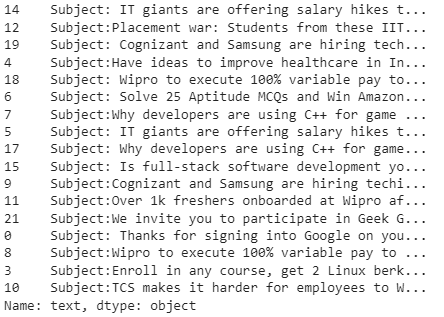 14    Subject: IT giants are offering salary hikes t...
12    Subject:Placement war: Students from these IIT...
19    Subject: Cognizant and Samsung are hiring tech...
4     Subject:Have ideas to improve healthcare in In...
18    Subject: Wipro to execute 100% variable pay to...
6     Subject: Solve 25 Aptitude MCQs and Win Amazon...
7     Subject:Why developers are using C++ for game ...
5     Subject: IT giants are offering salary hikes t...
17    Subject: Why developers are using C++ for game...
15    Subject: Is full-stack software development yo...
9     Subject:Cognizant and Samsung are hiring techi...
11    Subject:Over 1k freshers onboarded at Wipro af...
21    Subject:We invite you to participate in Geek G...
0     Subject: Thanks for signing into Google on you...
8     Subject:Wipro to execute 100% variable pay to ...
3     Subject:Enroll in any course, get 2 Linux berk...
10    Subject:TCS makes it harder for employees to W...
Name: text, dtype: object